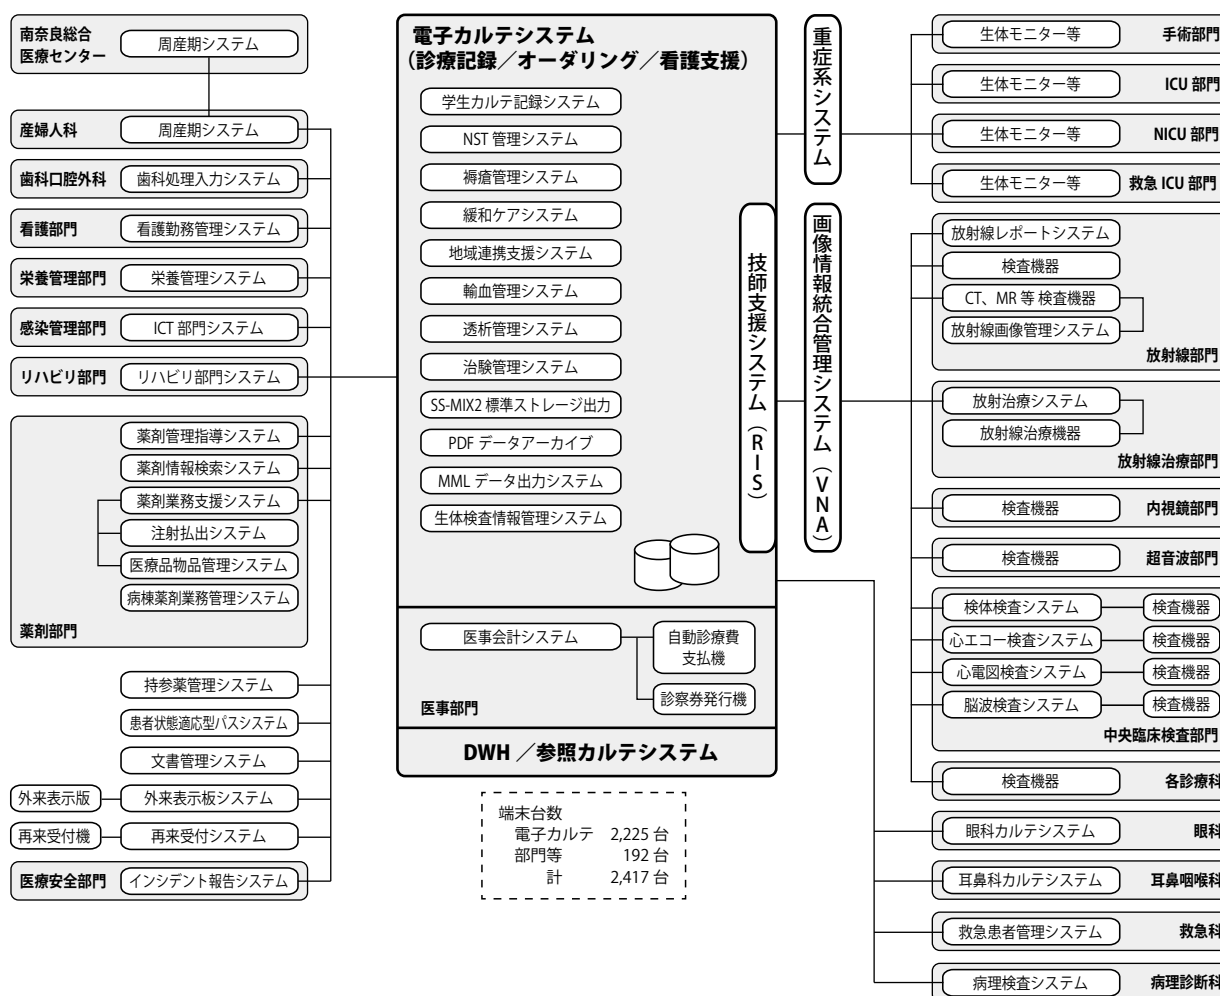 南奈良総合
医療センター
周産期システム
産婦人科
周産期システム
歯科口腔外科
歯科処理入力システム
看護部門
看護勤務管理システム
栄養管理部門
栄養管理システム
感染管理部門
ICT 部門システム
リハビリ部門
リハビリ部門システム
薬剤管理指導システム
薬剤情報検索システム
薬剤業務支援システム
注射払出システム
医療品物品管理システム
病棟薬剤業務管理システム
薬剤部門
持参薬管理システム
患者状態適応型パスシステム
文書管理システム
外来表示版
外来表示板システム
再来受付機
再来受付システム
医療安全部門
インシデント報告システム
電子カルテシステム
（診療記録／オーダリング／看護支援）
学生カルテ記録システム
NST 管理システム
褥瘡管理システム
緩和ケアシステム
地域連携支援システム
輸血管理システム
透析管理システム
治験管理システム
SS-MIX2 標準ストレージ出力
PDF データアーカイブ
MML データ出力システム
生体検査情報管理システム
技師支援システム（RIS）
医事会計システム
自動診療費
支払機
診察券発行機
医事部門
DWH ／参照カルテシステム
端末台数
電子カルテ 2,225 台
部門等 192 台
計 2,417 台
重症系システム
画像情報統合管理システム（VNA）
生体モニター等
手術部門
生体モニター等
ICU 部門
生体モニター等
NICU 部門
生体モニター等
救急 ICU 部門
放射線レポートシステム
検査機器
CT、MR 等 検査機器
放射線画像管理システム
放射線部門
放射治療システム
放射線治療機器
放射線治療部門
検査機器
内視鏡部門
検査機器
超音波部門
検体検査システム
検査機器
心エコー検査システム
検査機器
心電図検査システム
検査機器
脳波検査システム
検査機器
中央臨床検査部門
検査機器
各診療科
眼科カルテシステム
眼科
耳鼻科カルテシステム
耳鼻咽喉科
救急患者管理システム
救急科
病理検査システム
病理診断科